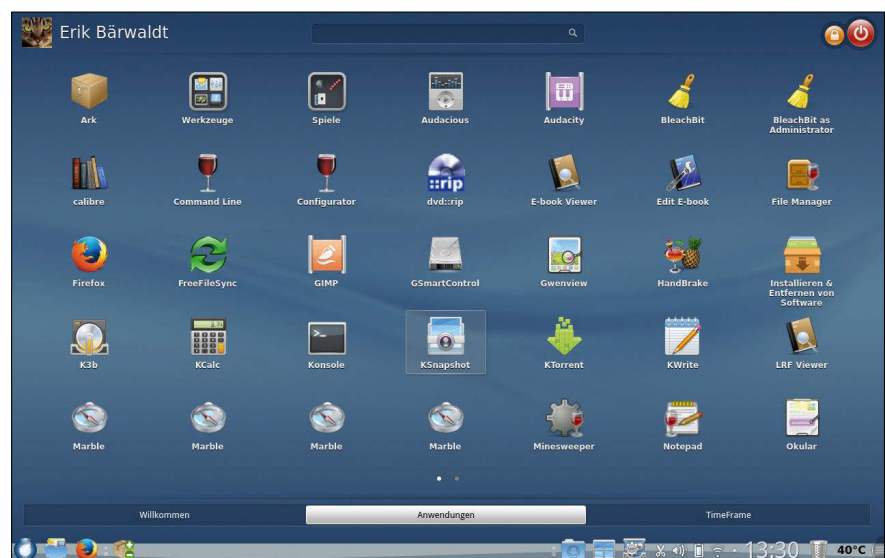 Erik Bärwaldt
Ark
Werkzeuge
Spiele
Audacious
Audacity
BleachBit
BleachBit as
Administrator
calibre
Command Line
Configurator
::rip
dvd::rip
E-book Viewer
Edit E-book
File Manager
Firefox
FreeFileSync
GIMP
GSmartControl
Gwenview
HandBrake
Installieren &
Entfernen von
Software
K3b
KCalc
Konsole
KSnapshot
KTorrent
KWrite
LRF Viewer
Marble
Marble
Marble
Marble
Minesweeper
Notepad
Okular
Willkommen
Anwendungen
TimeFrame
13:30
40°C